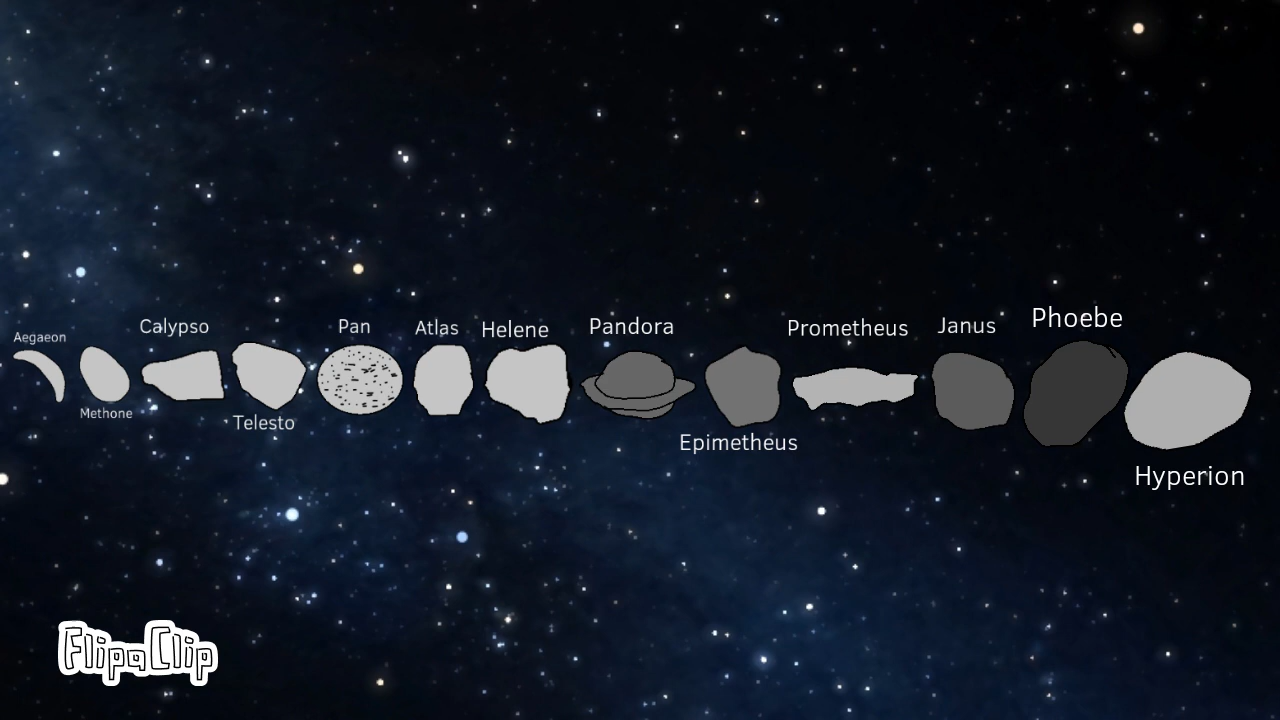 Aegaeon
Methone
Calypso
Telesto
Pan
Atlas
Helene
Pandora
Epimetheus
Prometheus
Janus
Phoebe
Hyperion
FlipaClip